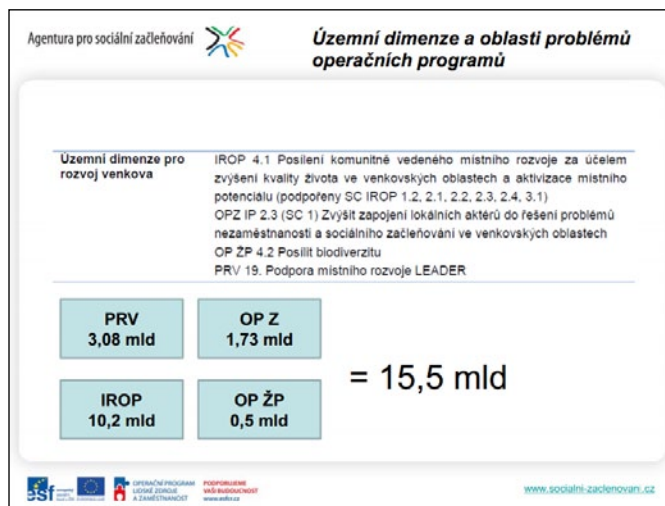 Agentura pro sociální začleňování
Územní dimenze a oblasti problémů
operačních programů
Územní dimenze pro
rozvoj venkova
IROP 4.1 Posílení komunitně vedeného místního rozvoje za účelem
zvýšení kvality života ve venkovských oblastech a aktivizace místního
potenciálu (podpořeny SC IROP 1.2, 2.1, 2.2, 2.3, 2.4, 3.1)
OPZ IP 2.3 (SC 1) Zvýšit zapojení lokálních aktérů do řešení problémů
nezaměstnanosti a sociálního začleňování ve venkovských oblastech
OP ŽP 4.2 Posílit biodiverzitu
PRV 19. Podpora místního rozvoje LEADER
PRV
3,08 mld
OP Z
1,73 mld
IROP
10,2 mld
OP ŽP
0,5 mld
= 15,5 mld
esf
OPERAČNÍ PROGRAM
LIDSKÉ ZDROJE
A ZAMĚSTNANOST
PODPORUJEME
VAŠI BUDOUCNOST
www.esfcr.cz
www.socialni-zaclenovani.cz